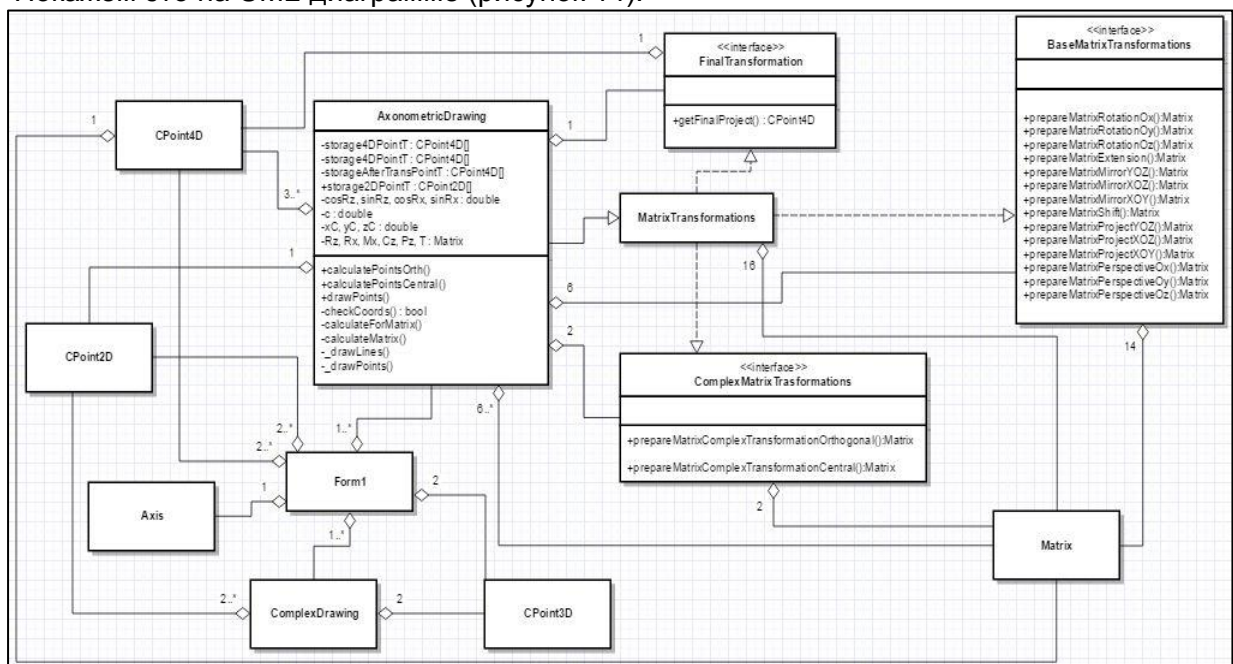 Покажем это на UML диаграмме (рисунок 14).
<<interface>>
FinalTransformation
+getFinalProject() : CPoint4D
<<interface>>
BaseMatrixTransformations
+prepareMatrixRotationOx():Matrix
+prepareMatrixRotationOy():Matrix
+prepareMatrixRotationOz():Matrix
+prepareMatrixExtension():Matrix
+prepareMatrixMirrorYOZ():Matrix
+prepareMatrixMirrorXOZ():Matrix
+prepareMatrixMirrorXOY():Matrix
+prepareMatrixShift():Matrix
+prepareMatrixProjectYOZ():Matrix
+prepareMatrixProjectXOZ():Matrix
+prepareMatrixProjectXOY():Matrix
+prepareMatrixPerspectiveOx():Matrix
+prepareMatrixPerspectiveOy():Matrix
+prepareMatrixPerspectiveOz():Matrix
1
1
CPoint4D
AxonometricDrawing
-storage4DPointT : CPoint4D[]
-storage4DPointT : CPoint4D[]
-storageAfterTransPointT : CPoint4D[]
+storage2DPointT : CPoint2D[]
-cosRz, sinRz, cosRx, sinRx : double
-c : double
-xC, yC, zC : double
-Rz, Rx, Mx, Cz, Pz, T : Matrix
+calculatePointsOrth()
+calculatePointsCentral()
+drawPoints()
-checkCoords() : bool
-calculateForMatrix()
-calculateMatrix()
-_drawLines()
-_drawPoints()
1
3..*
MatrixTransformations
16
1
6
2
14
CPoint2D
<<interface>>
ComplexMatrixTrasformations
+prepareMatrixComplexTransformationOrthogonal():Matrix
+prepareMatrixComplexTransformationCentral():Matrix
6..*
2..*
1..*
2..*
Form1
2
1
Axis
2
Matrix
1..*
2..*
ComplexDrawing
2
CPoint3D